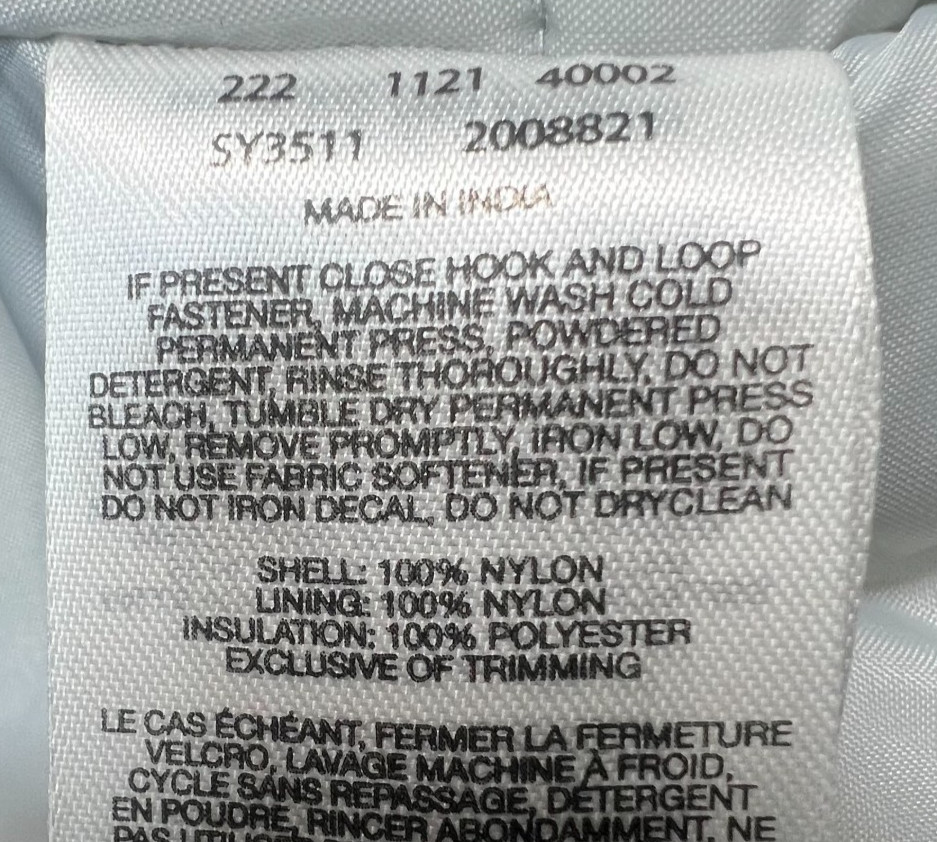 222 1121 40002
SY3511 2008821
MADE IN INDIA
IF PRESENT CLOSE HOOK AND LOOP
FASTENER, MACHINE WASH COLD
PERMANENT PRESS, POWDERED
DETERGENT, RINSE THOROUGHLY, DO NOT
BLEACH, TUMBLE DRY PERMANENT PRESS
LOW, REMOVE PROMPTLY, IRON LOW, DO
NOT USE FABRIC SOFTENER, IF PRESENT
DO NOT IRON DECAL, DO NOT DRYCLEAN
SHELL: 100% NYLON
LINING: 100% NYLON
INSULATION: 100% POLYESTER
EXCLUSIVE OF TRIMMING
LE CAS ÉCHÉANT, FERMER LA FERMETURE
VELCRO, LAVAGE MACHINE À FROID,
CYCLE SANS REPASSAGE, DÉTERGENT
EN POUDRE, RINCER ABONDAMMENT, NE
PAS